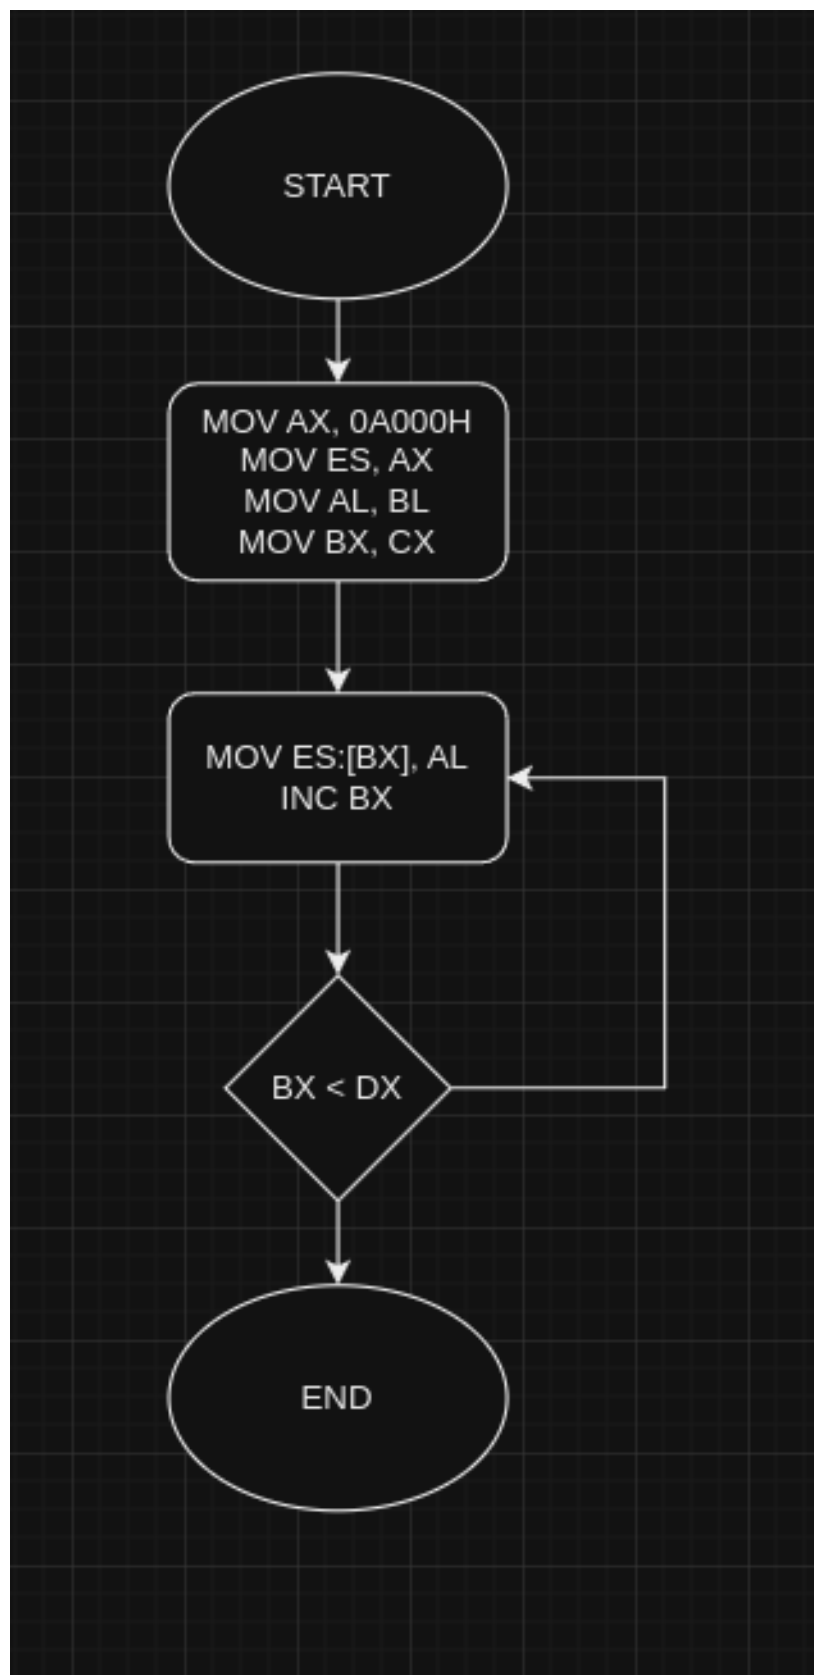 START
MOV AX, 0A000H
MOV ES, AX
MOV AL, BL
MOV BX, CX
MOV ES:[BX], AL
INC BX
BX < DX
END